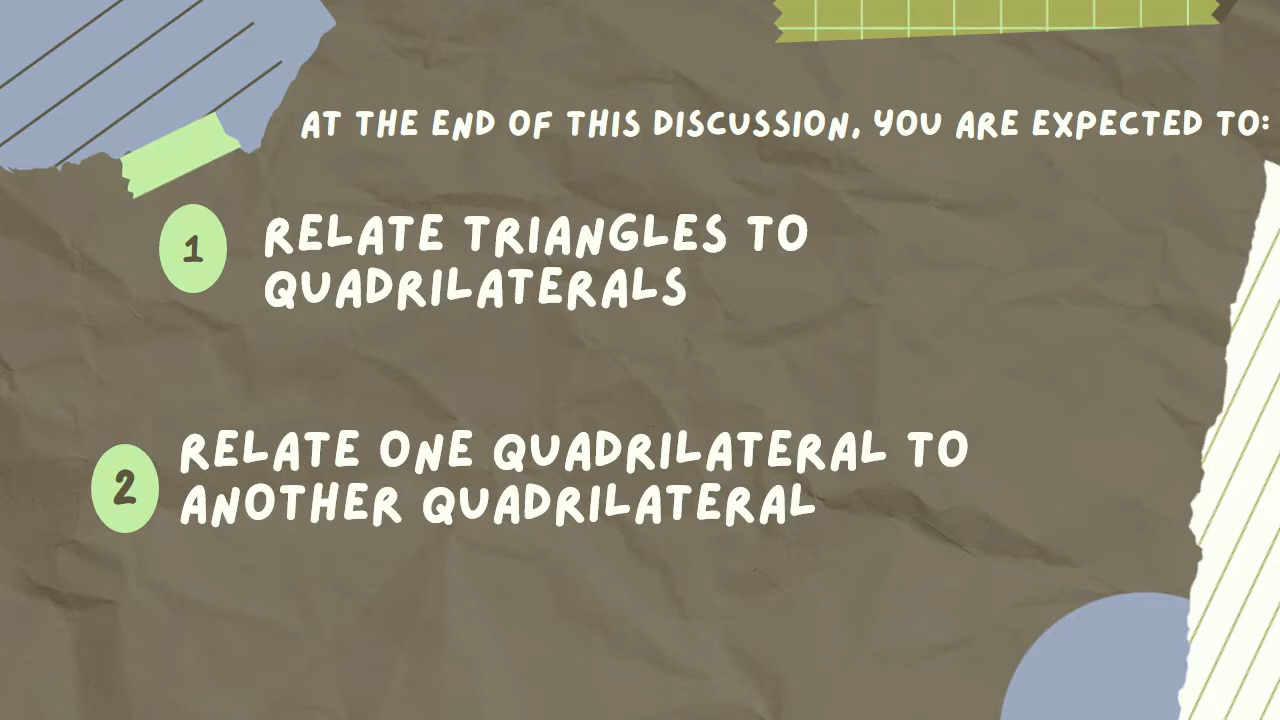 AT THE END OF THIS DISCUSSION, YOU ARE EXPECTED TO:
1
RELATE TRIANGLES TO
QUADRILATERALS
2
RELATE ONE QUADRILATERAL TO
ANOTHER QUADRILATERAL